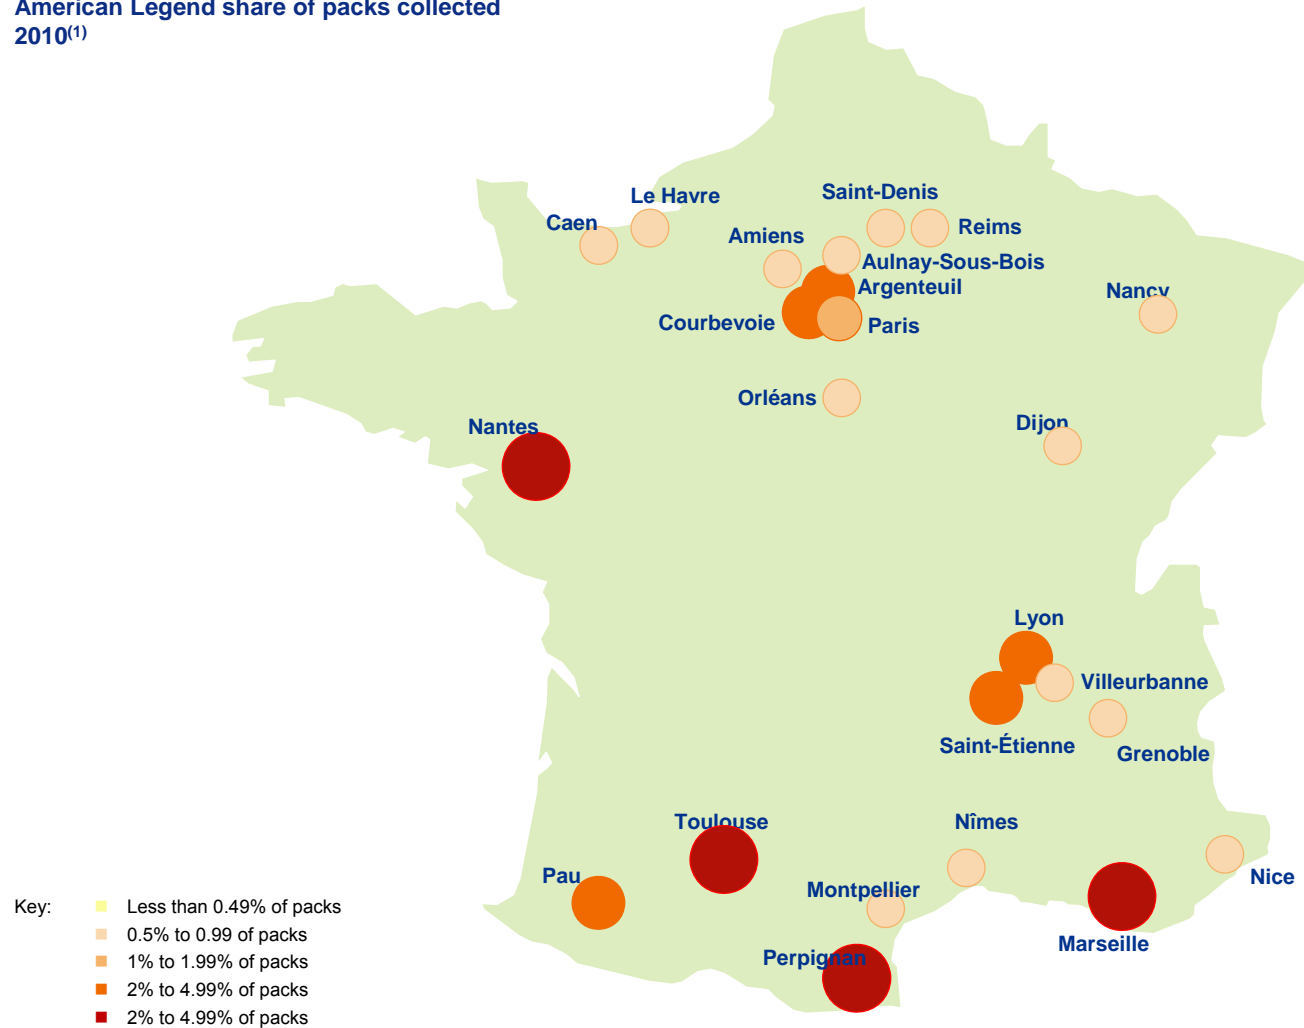 American Legend share of packs collected
2010(1)
Le Havre
Saint-Denis
Caen
Amiens
Reims
Aulnay-Sous-Bois
Argenteuil
Nancy
Courbevoie
Paris
Orléans
Nantes
Dijon
Lyon
Villeurbanne
Saint-Étienne
Grenoble
Toulouse
Nîmes
Pau
Montpellier
Nice
Marseille
Perpignan
Key:
Less than 0.49% of packs
0.5% to 0.99 of packs
1% to 1.99% of packs
2% to 4.99% of packs
2% to 4.99% of packs